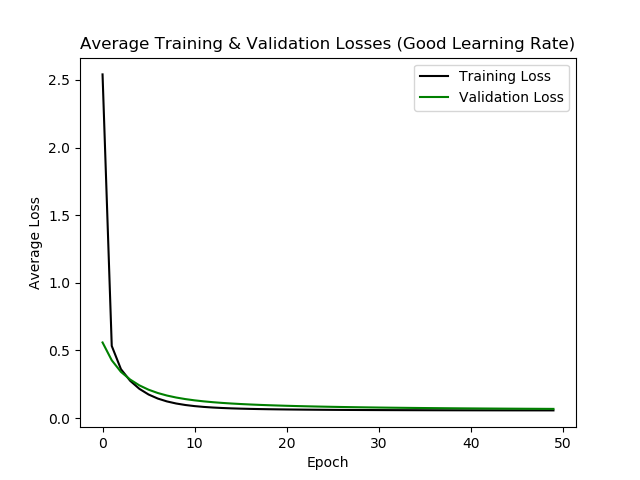 Average Training & Validation Losses (Good Learning Rate)
Training Loss
Validation Loss
Average Loss
2.5
2.0
1.5
1.0
0.5
0.0
0 10 20 30 40 50
Epoch